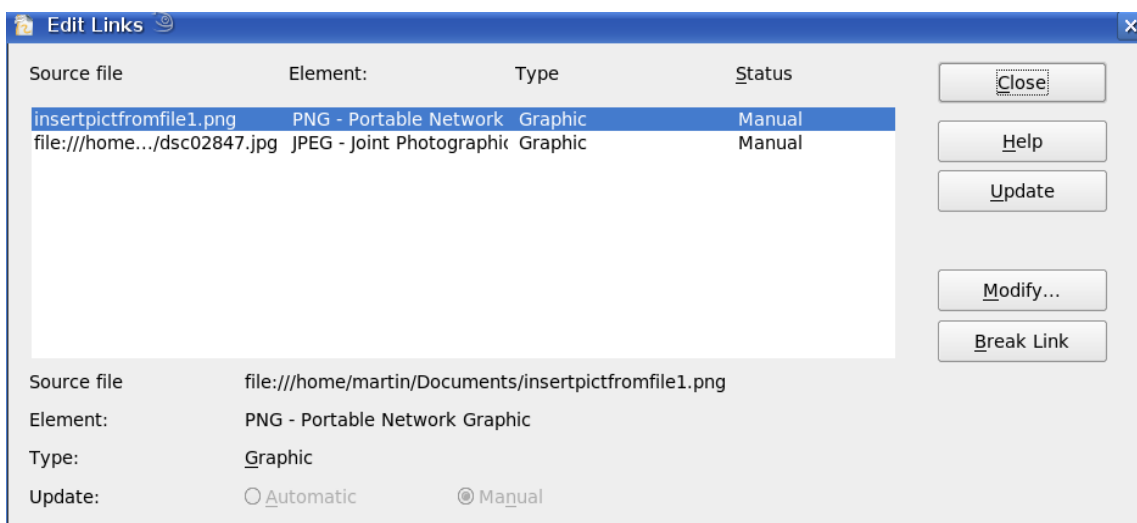 Edit Links
Source file Element: Type Status
insertpictfromfile1.png PNG - Portable Network Graphic Manual
file:///home.../dsc02847.jpg JPEG - Joint Photographic Graphic Manual
Close
Help
Update
Modify...
Break Link
Source file file:///home/martin/Documents/insertpictfromfile1.png
Element: PNG - Portable Network Graphic
Type: Graphic
Update: Automatic Manual